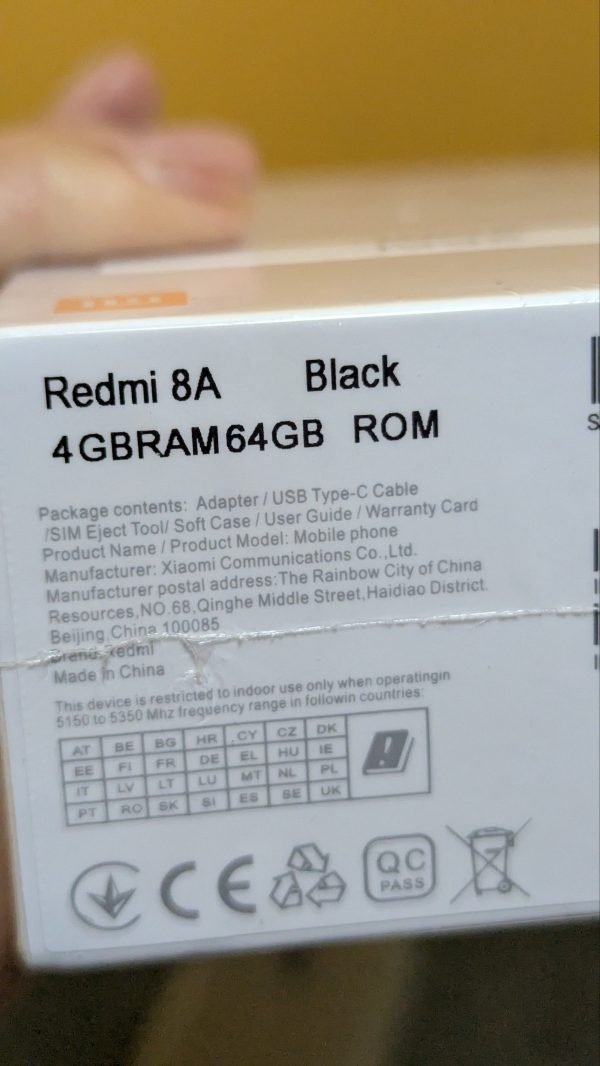 Redmi 8A Black
4GBRAM64GB ROM
Package contents: Adapter / USB Type-C Cable
/SIM Eject Tool/ Soft Case / User Guide / Warranty Card
Product Name / Product Model: Mobile phone
Manufacturer: Xiaomi Communications Co.,Ltd.
Manufacturer postal address:The Rainbow City of China
Resources,NO.68,Qinghe Middle Street,Haidiao District.
Beijing,China 100085
Brand: Redmi
Made in China
This device is restricted to indoor use only when operatingin
5150 to 5350 Mhz frequency range in followin countries:
AT BE BG HR CY CZ DK
EE FI FR DE EL HU IE
IT LV LT LU MT NL PL
PT RO SK SI ES SE UK
CE
QC
PASS
S